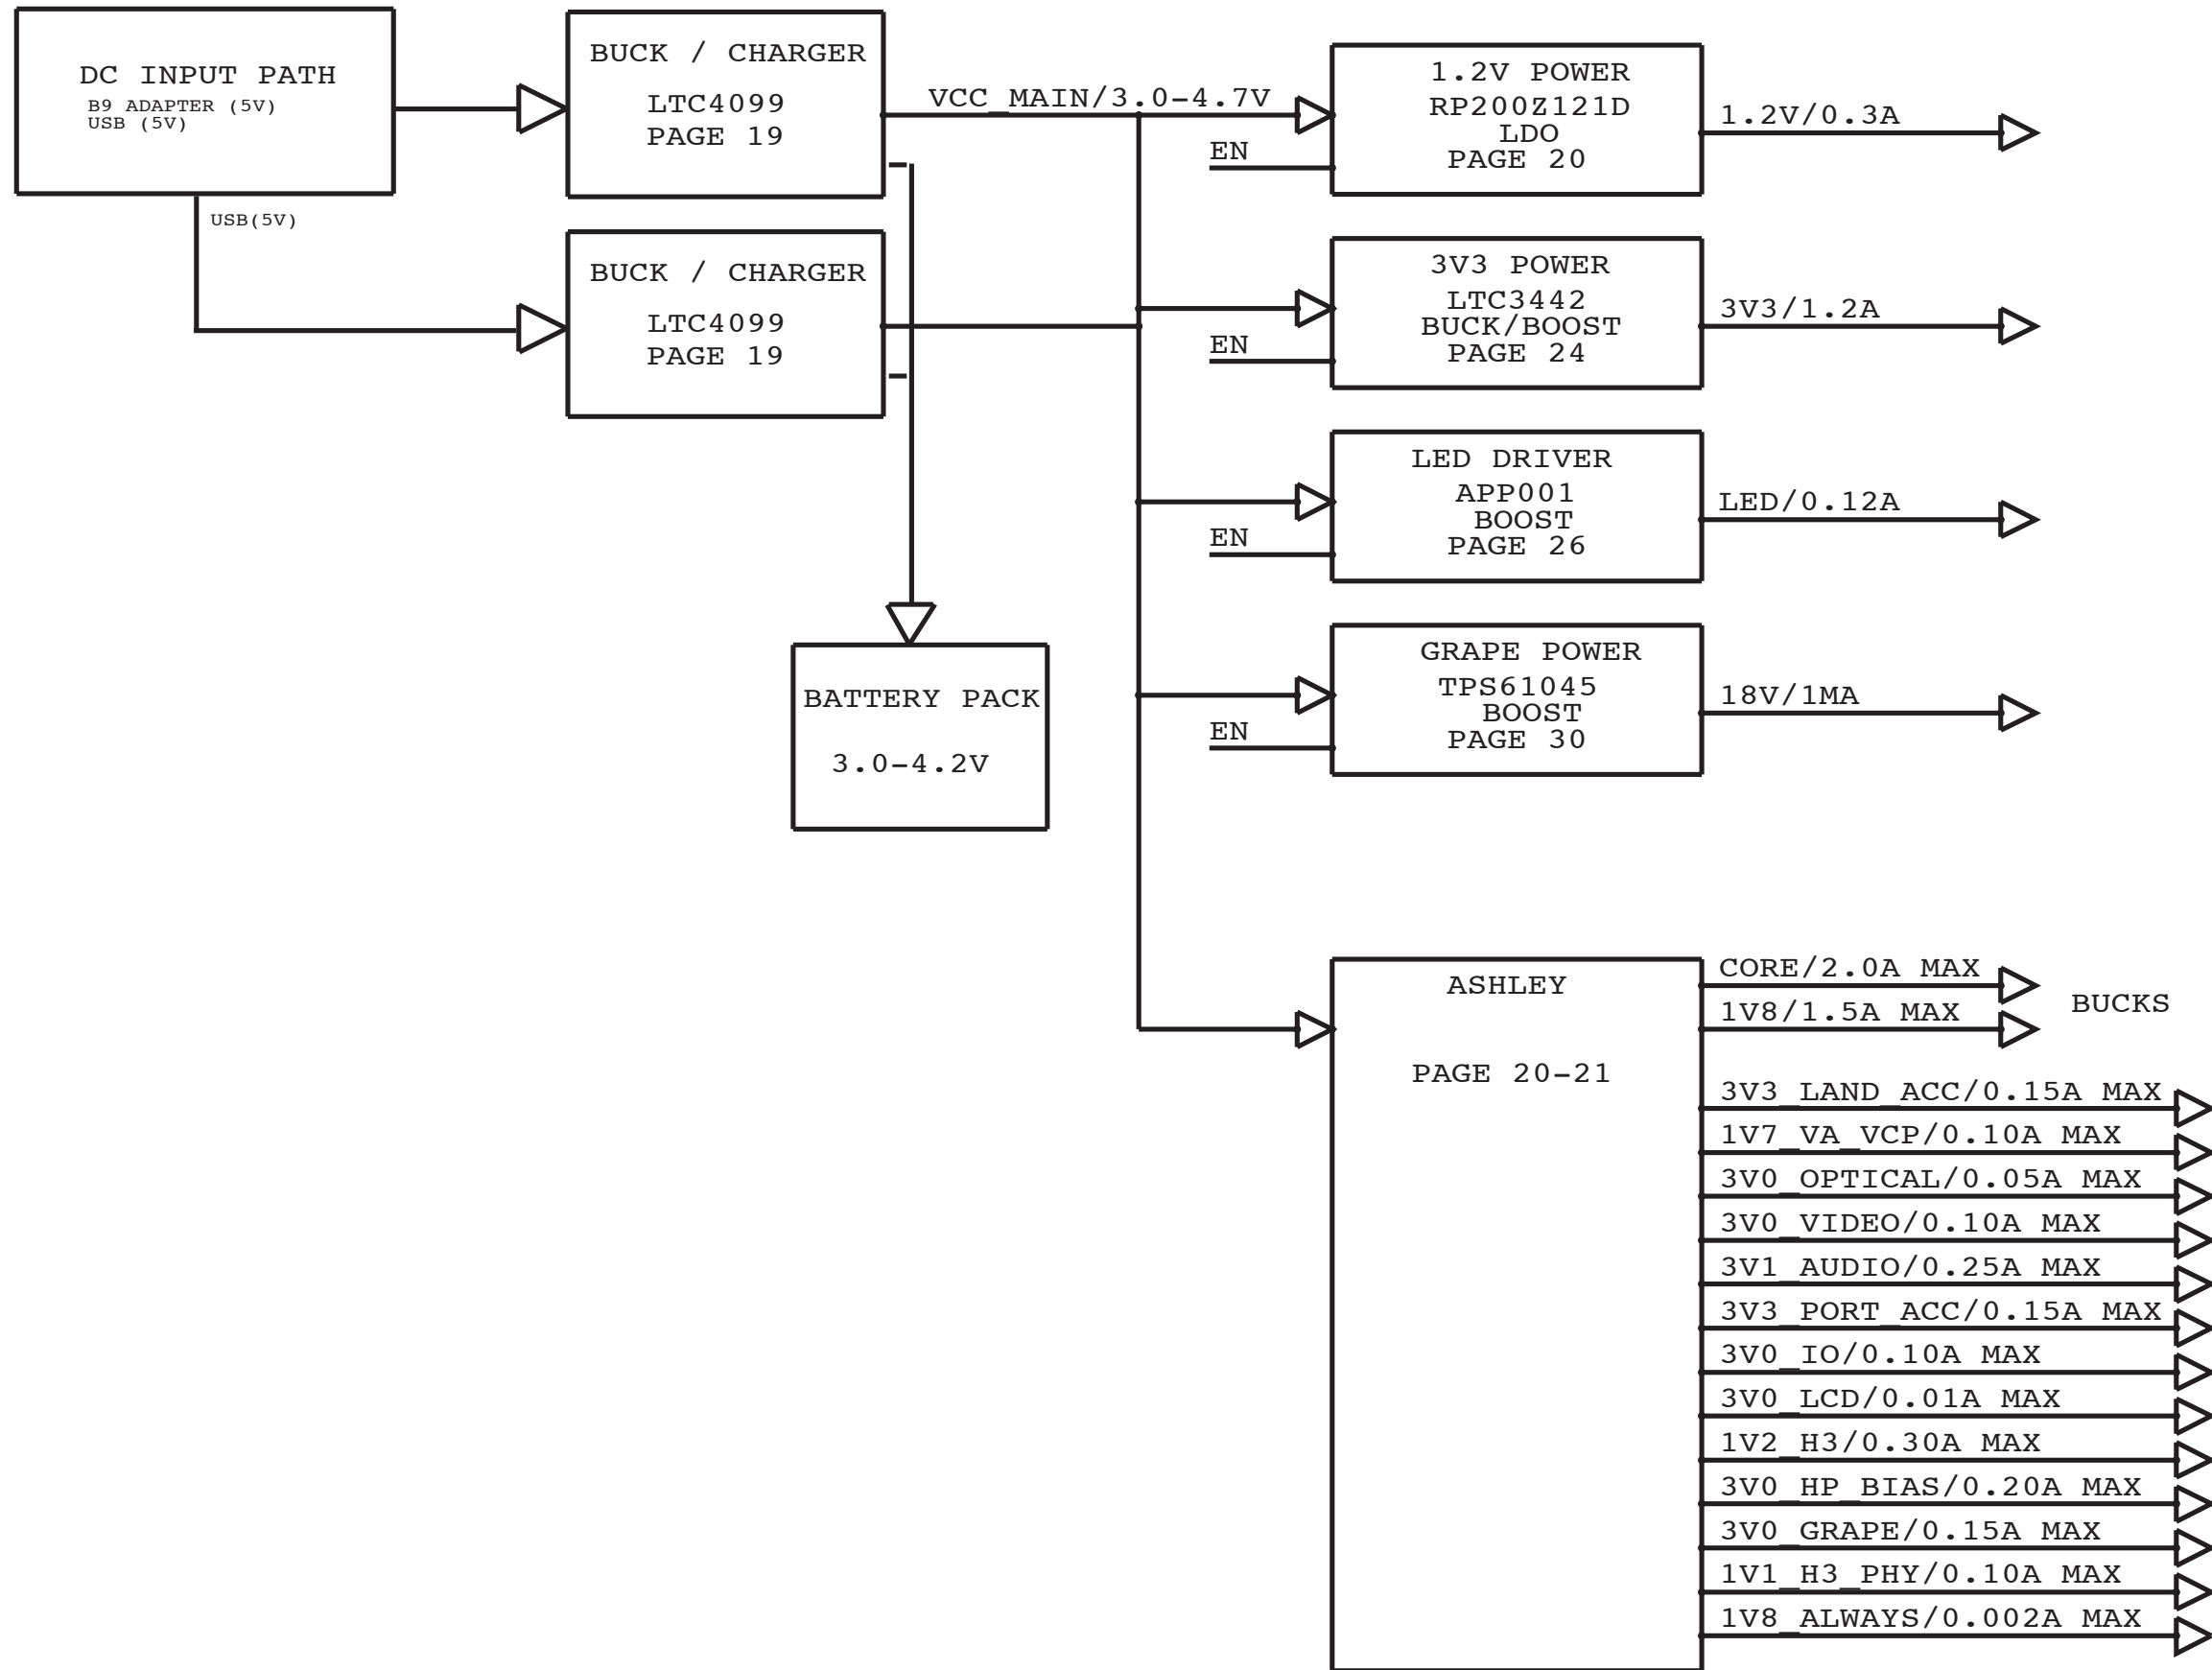 DC INPUT PATH
B9 ADAPTER (5V)
USB (5V)
USB(5V)
BUCK / CHARGER
LTC4099
PAGE 19
BUCK / CHARGER
LTC4099
PAGE 19
BATTERY PACK
3.0-4.2V
VCC_MAIN/3.0-4.7V
EN
1.2V POWER
RP200Z121D
LDO
PAGE 20
1.2V/0.3A
EN
3V3 POWER
LTC3442
BUCK/BOOST
PAGE 24
3V3/1.2A
EN
LED DRIVER
APP001
BOOST
PAGE 26
LED/0.12A
EN
GRAPE POWER
TPS61045
BOOST
PAGE 30
18V/1MA
ASHLEY
PAGE 20-21
CORE/2.0A MAX
1V8/1.5A MAX
BUCKS
3V3_LAND_ACC/0.15A MAX
1V7_VA_VCP/0.10A MAX
3V0_OPTICAL/0.05A MAX
3V0_VIDEO/0.10A MAX
3V1_AUDIO/0.25A MAX
3V3_PORT_ACC/0.15A MAX
3V0_IO/0.10A MAX
3V0_LCD/0.01A MAX
1V2_H3/0.30A MAX
3V0_HP_BIAS/0.20A MAX
3V0_GRAPE/0.15A MAX
1V1_H3_PHY/0.10A MAX
1V8_ALWAYS/0.002A MAX